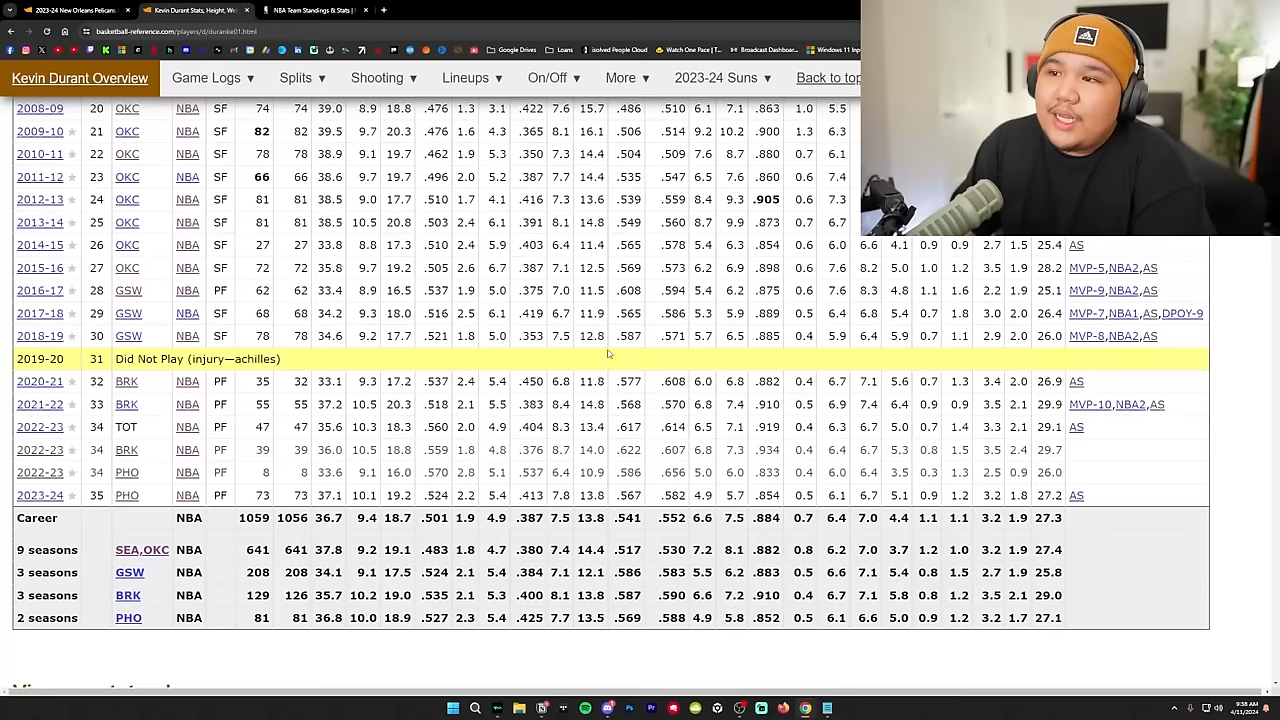 2023-24 New Orleans Pelicans
Kevin Durant Stats, Height, We
NBA Team Standings & Stats |
basketball-reference.com/players/d/duranke01.html
Google Drives Loans isolved People Cloud Watch One Pace | T... Broadcast Dashboar... Windows 11 Inp
Kevin Durant Overview Game Logs ▼ Splits ▼ Shooting ▼ Lineups ▼ On/Off ▼ More ▼ 2023-24 Suns ▼ Back to top
2008-09 20 OKC NBA SF 74 74 39.0 8.9 18.8 .476 1.3 3.1 .422 7.6 15.7 .486 .510 6.1 7.1 .863 1.0 5.5
2009-10 ★ 21 OKC NBA SF 82 82 39.5 9.7 20.3 .476 1.6 4.3 .365 8.1 16.1 .506 .514 9.2 10.2 .900 1.3 6.3
2010-11 ★ 22 OKC NBA SF 78 78 38.9 9.1 19.7 .462 1.9 5.3 .350 7.3 14.4 .504 .509 7.6 8.7 .880 0.7 6.1
2011-12 ★ 23 OKC NBA SF 66 66 38.6 9.7 19.7 .496 2.0 5.2 .387 7.7 14.4 .535 .547 6.5 7.6 .860 0.6 7.4
2012-13 ★ 24 OKC NBA SF 81 81 38.5 9.0 17.7 .510 1.7 4.1 .416 7.3 13.6 .539 .559 8.4 9.3 .905 0.6 7.3
2013-14 ★ 25 OKC NBA SF 81 81 38.5 10.5 20.8 .503 2.4 6.1 .391 8.1 14.8 .549 .560 8.7 9.9 .873 0.7 6.7
2014-15 ★ 26 OKC NBA SF 27 27 33.8 8.8 17.3 .510 2.4 5.9 .403 6.4 11.4 .565 .578 5.4 6.3 .854 0.6 6.0 6.6 4.1 0.9 0.9 2.7 1.5 25.4 AS
2015-16 ★ 27 OKC NBA SF 72 72 35.8 9.7 19.2 .505 2.6 6.7 .387 7.1 12.5 .569 .573 6.2 6.9 .898 0.6 7.6 8.2 5.0 1.0 1.2 3.5 1.9 28.2 MVP-5,NBA2,AS
2016-17 ★ 28 GSW NBA PF 62 62 33.4 8.9 16.5 .537 1.9 5.0 .375 7.0 11.5 .608 .594 5.4 6.2 .875 0.6 7.6 8.3 4.8 1.1 1.6 2.2 1.9 25.1 MVP-9,NBA2,AS
2017-18 ★ 29 GSW NBA SF 68 68 34.2 9.3 18.0 .516 2.5 6.1 .419 6.7 11.9 .565 .586 5.3 5.9 .889 0.5 6.4 6.8 5.4 0.7 1.8 3.0 2.0 26.4 MVP-7,NBA1,AS,DPOY-9
2018-19 ★ 30 GSW NBA SF 78 78 34.6 9.2 17.7 .521 1.8 5.0 .353 7.5 12.8 .587 .571 5.7 6.5 .885 0.4 5.9 6.4 5.9 0.7 1.1 2.9 2.0 26.0 MVP-8,NBA2,AS
2019-20 31 Did Not Play (injury—achilles)
2020-21 ★ 32 BRK NBA PF 35 32 33.1 9.3 17.2 .537 2.4 5.4 .450 6.8 11.8 .577 .608 6.0 6.8 .882 0.4 6.7 7.1 5.6 0.7 1.3 3.4 2.0 26.9 AS
2021-22 ★ 33 BRK NBA PF 55 55 37.2 10.5 20.3 .518 2.1 5.5 .383 8.4 14.8 .568 .570 6.8 7.4 .910 0.5 6.9 7.4 6.4 0.9 0.9 3.5 2.1 29.9 MVP-10,NBA2,AS
2022-23 ★ 34 TOT NBA PF 47 47 35.6 10.3 18.3 .560 2.0 4.9 .404 8.3 13.4 .617 .614 6.5 7.1 .919 0.4 6.3 6.7 5.0 0.7 1.4 3.3 2.1 29.1 AS
2022-23 ★ 34 BRK NBA PF 39 39 36.0 10.5 18.8 .559 1.8 4.8 .376 8.7 14.0 .622 .607 6.8 7.3 .934 0.4 6.4 6.7 5.3 0.8 1.5 3.5 2.4 29.7
2022-23 ★ 34 PHO NBA PF 8 8 33.6 9.1 16.0 .570 2.8 5.1 .537 6.4 10.9 .586 .656 5.0 6.0 .833 0.4 6.0 6.4 3.5 0.3 1.3 2.5 0.9 26.0
2023-24 ★ 35 PHO NBA PF 73 73 37.1 10.1 19.2 .524 2.2 5.4 .413 7.8 13.8 .567 .582 4.9 5.7 .854 0.5 6.1 6.7 5.1 0.9 1.2 3.2 1.8 27.2 AS
Career NBA 1059 1056 36.7 9.4 18.7 .501 1.9 4.9 .387 7.5 13.8 .541 .552 6.6 7.5 .884 0.7 6.4 7.0 4.4 1.1 1.1 3.2 1.9 27.3
9 seasons SEA,OKC NBA 641 641 37.8 9.2 19.1 .483 1.8 4.7 .380 7.4 14.4 .517 .530 7.2 8.1 .882 0.8 6.2 7.0 3.7 1.2 1.0 3.2 1.9 27.4
3 seasons GSW NBA 208 208 34.1 9.1 17.5 .524 2.1 5.4 .384 7.1 12.1 .586 .583 5.5 6.2 .883 0.5 6.6 7.1 5.4 0.8 1.5 2.7 1.9 25.8
3 seasons BRK NBA 129 126 35.7 10.2 19.0 .535 2.1 5.3 .400 8.1 13.8 .587 .590 6.6 7.2 .910 0.4 6.7 7.1 5.8 0.8 1.2 3.5 2.1 29.0
2 seasons PHO NBA 81 81 36.8 10.0 18.9 .527 2.3 5.4 .425 7.7 13.5 .569 .588 4.9 5.8 .852 0.5 6.1 6.6 5.0 0.9 1.2 3.2 1.7 27.1
9:38 AM
4/11/2024